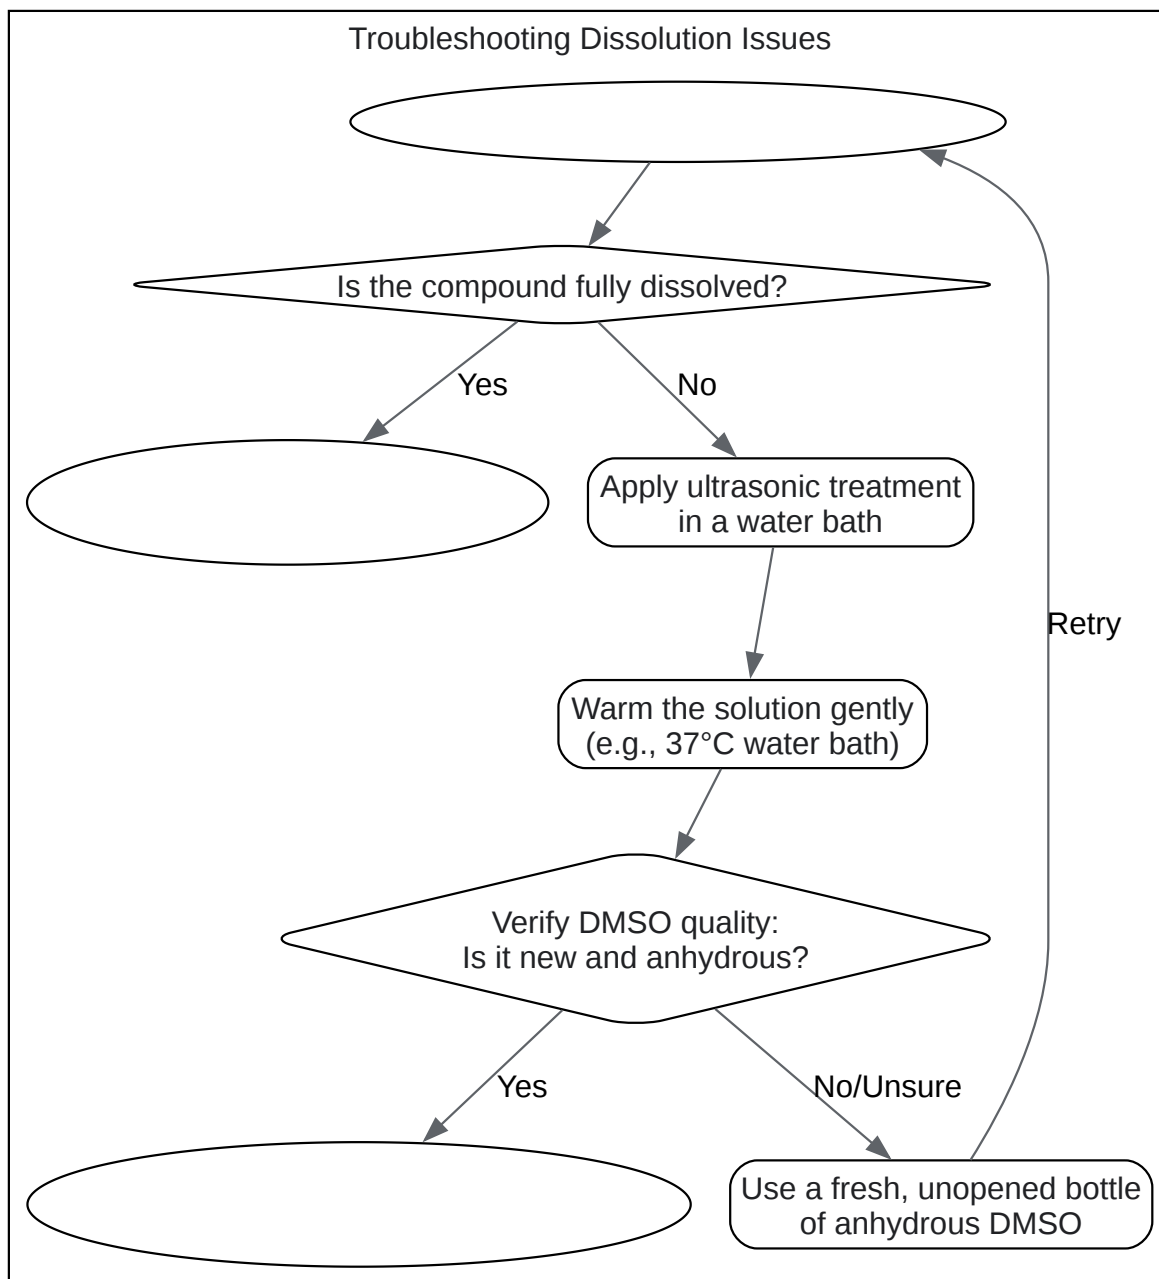 Troubleshooting Dissolution Issues
Is the compound fully dissolved?
Yes
No
Apply ultrasonic treatment
in a water bath
Retry
Warm the solution gently
(e.g., 37°C water bath)
Verify DMSO quality:
Is it new and anhydrous?
Yes
No/Unsure
Use a fresh, unopened bottle
of anhydrous DMSO